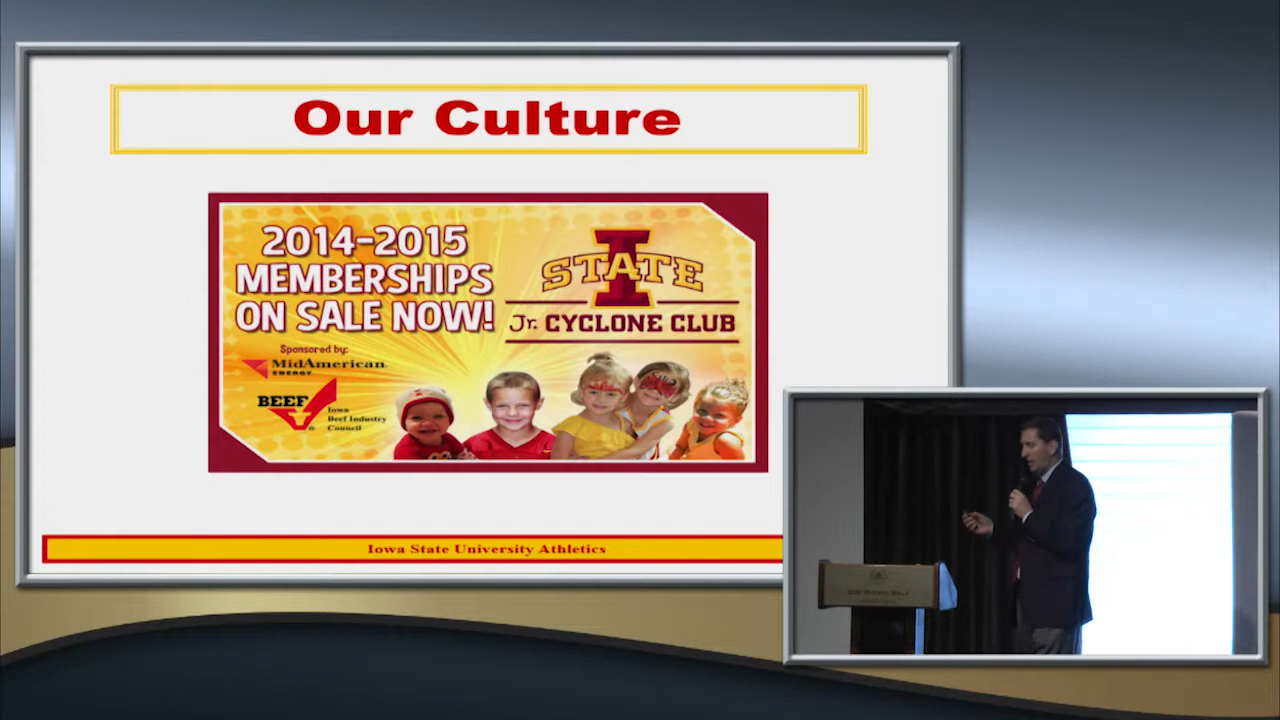 Our Culture
2014-2015
MEMBERSHIPS
ON SALE NOW!
Sponsored by:
MidAmerican
ENERGY
BEEF
Iowa
Beef Industry
Council
I
STATE
Jr. CYCLONE CLUB
Iowa State University Athletics